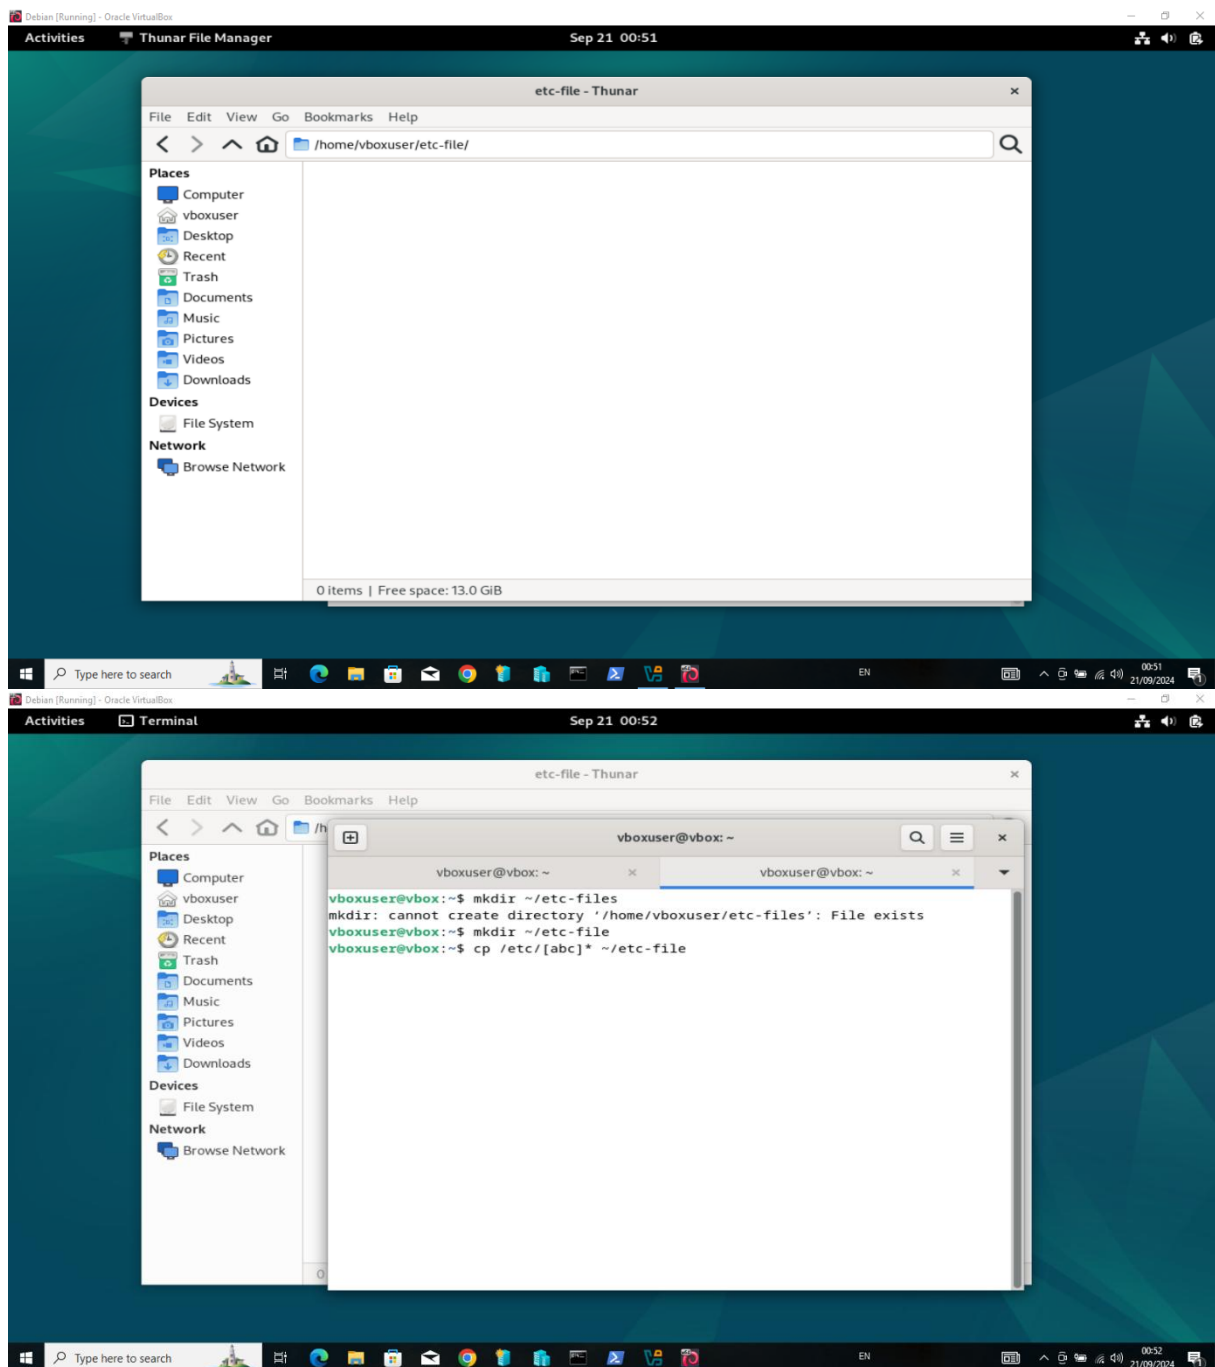 Debian [Running] - Oracle VirtualBox
Activities Thunar File Manager Sep 21 00:51
etc-file - Thunar
File Edit View Go Bookmarks Help
/home/vboxuser/etc-file/
Places
Computer
vboxuser
Desktop
Recent
Trash
Documents
Music
Pictures
Videos
Downloads
Devices
File System
Network
Browse Network
0 items | Free space: 13.0 GiB
Type here to search EN 00:51
21/09/2024
Debian [Running] - Oracle VirtualBox
Activities Terminal Sep 21 00:52
etc-file - Thunar
File Edit View Go Bookmarks Help
/h
vboxuser@vbox: ~
vboxuser@vbox: ~ vboxuser@vbox: ~
Places
Computer
vboxuser
Desktop
Recent
Trash
Documents
Music
Pictures
Videos
Downloads
Devices
File System
Network
Browse Network
0
vboxuser@vbox:~$ mkdir ~/etc-files
mkdir: cannot create directory '/home/vboxuser/etc-files': File exists
vboxuser@vbox:~$ mkdir ~/etc-file
vboxuser@vbox:~$ cp /etc/[abc]* ~/etc-file
Type here to search EN 00:52
21/09/2024